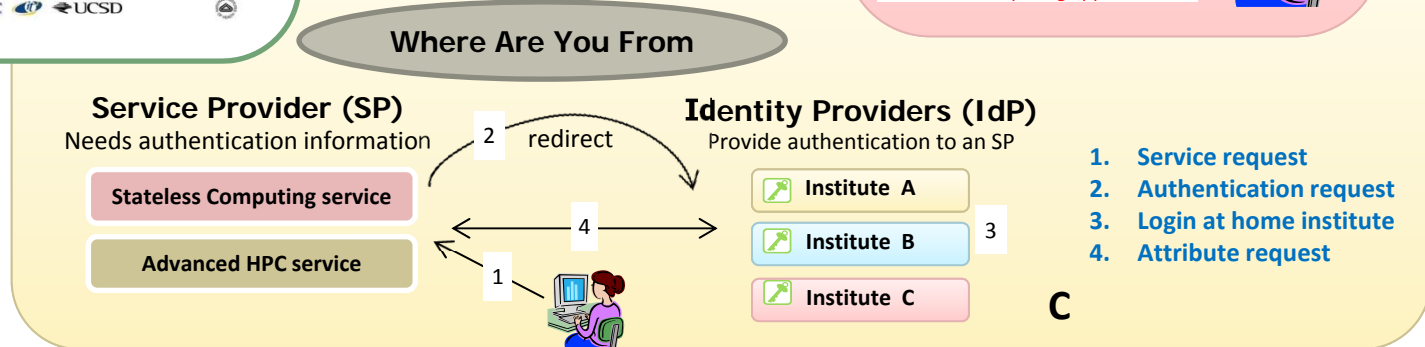 UCSD
Where Are You From
Service Provider (SP)
Needs authentication information
Stateless Computing service
Advanced HPC service
2
redirect
4
1
Identity Providers (IdP)
Provide authentication to an SP
Institute A
Institute B
Institute C
3
1. Service request
2. Authentication request
3. Login at home institute
4. Attribute request
C